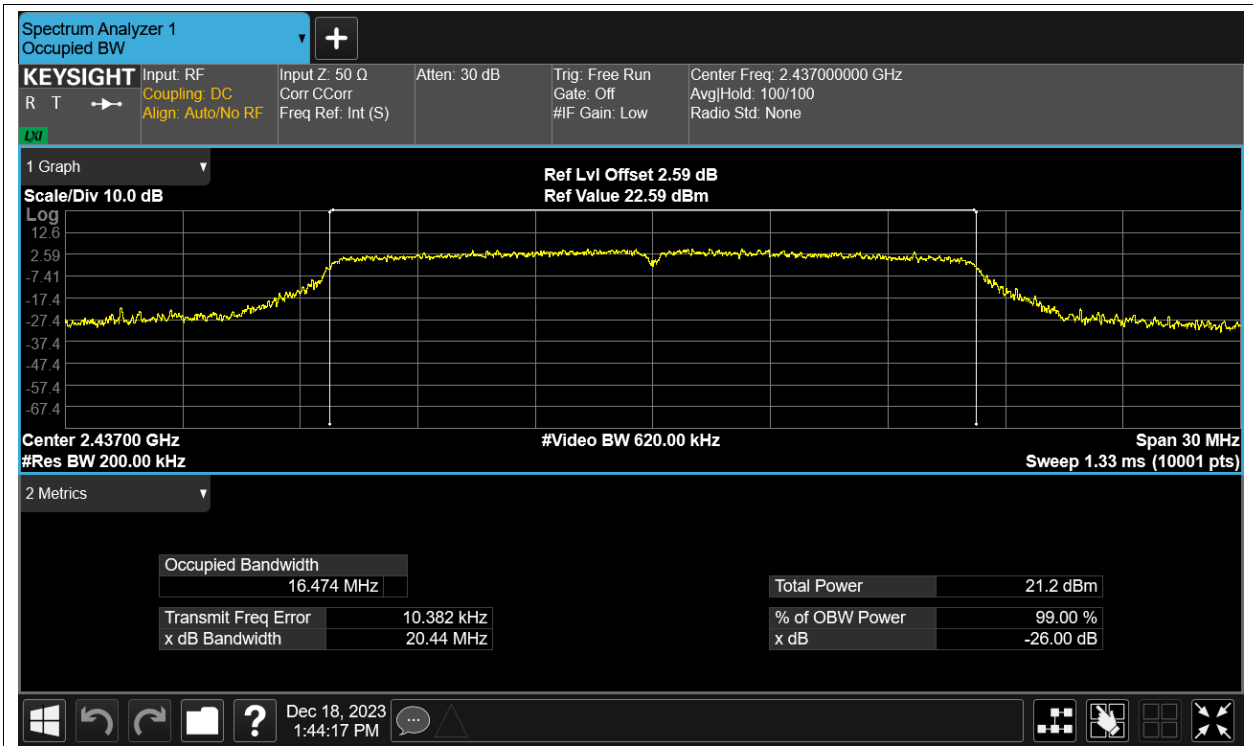 Spectrum Analyzer 1
Occupied BW
KEYSIGHT
R T
LXI
Input: RF
Coupling: DC
Align: Auto/No RF
Input Z: 50 Ω
Corr CCorr
Freq Ref: Int (S)
Atten: 30 dB
Trig: Free Run
Gate: Off
#IF Gain: Low
Center Freq: 2.437000000 GHz
Avg|Hold: 100/100
Radio Std: None
1 Graph
Scale/Div 10.0 dB
Ref Lvl Offset 2.59 dB
Ref Value 22.59 dBm
Log
12.6
2.59
-7.41
-17.4
-27.4
-37.4
-47.4
-57.4
-67.4
Center 2.43700 GHz
#Video BW 620.00 kHz
Span 30 MHz
#Res BW 200.00 kHz
Sweep 1.33 ms (10001 pts)
2 Metrics
Occupied Bandwidth
16.474 MHz
Total Power 21.2 dBm
Transmit Freq Error 10.382 kHz
% of OBW Power 99.00 %
x dB Bandwidth 20.44 MHz
x dB -26.00 dB
Dec 18, 2023
1:44:17 PM